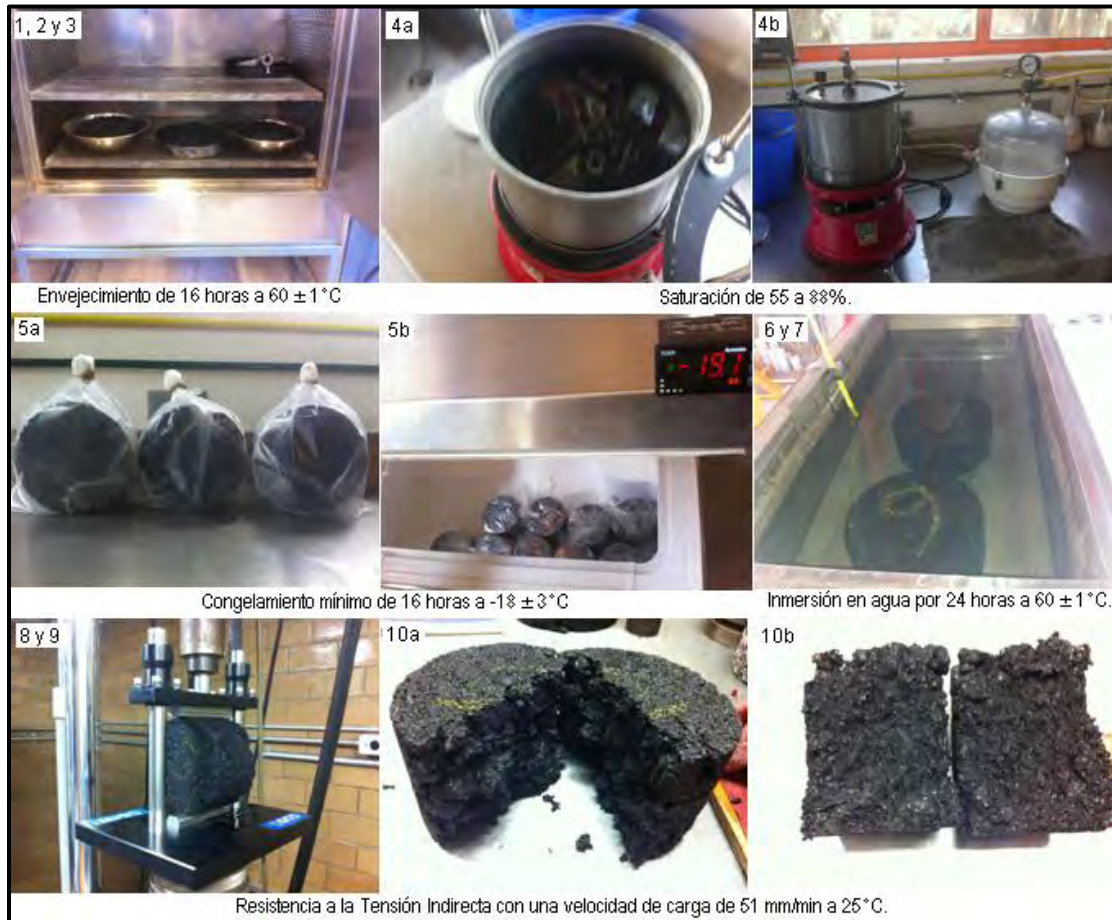 1, 2 y 3
4a
4b
Envejecimiento de 16 horas a 60 ± 1°C
Saturación de 55 a 88%.
5a
5b
-19.1
6 y 7
Congelamiento mínimo de 16 horas a -18 ± 3°C
Inmersión en agua por 24 horas a 60 ± 1°C.
8 y 9
10a
10b
Resistencia a la Tensión Indirecta con una velocidad de carga de 51 mm/min a 25°C.